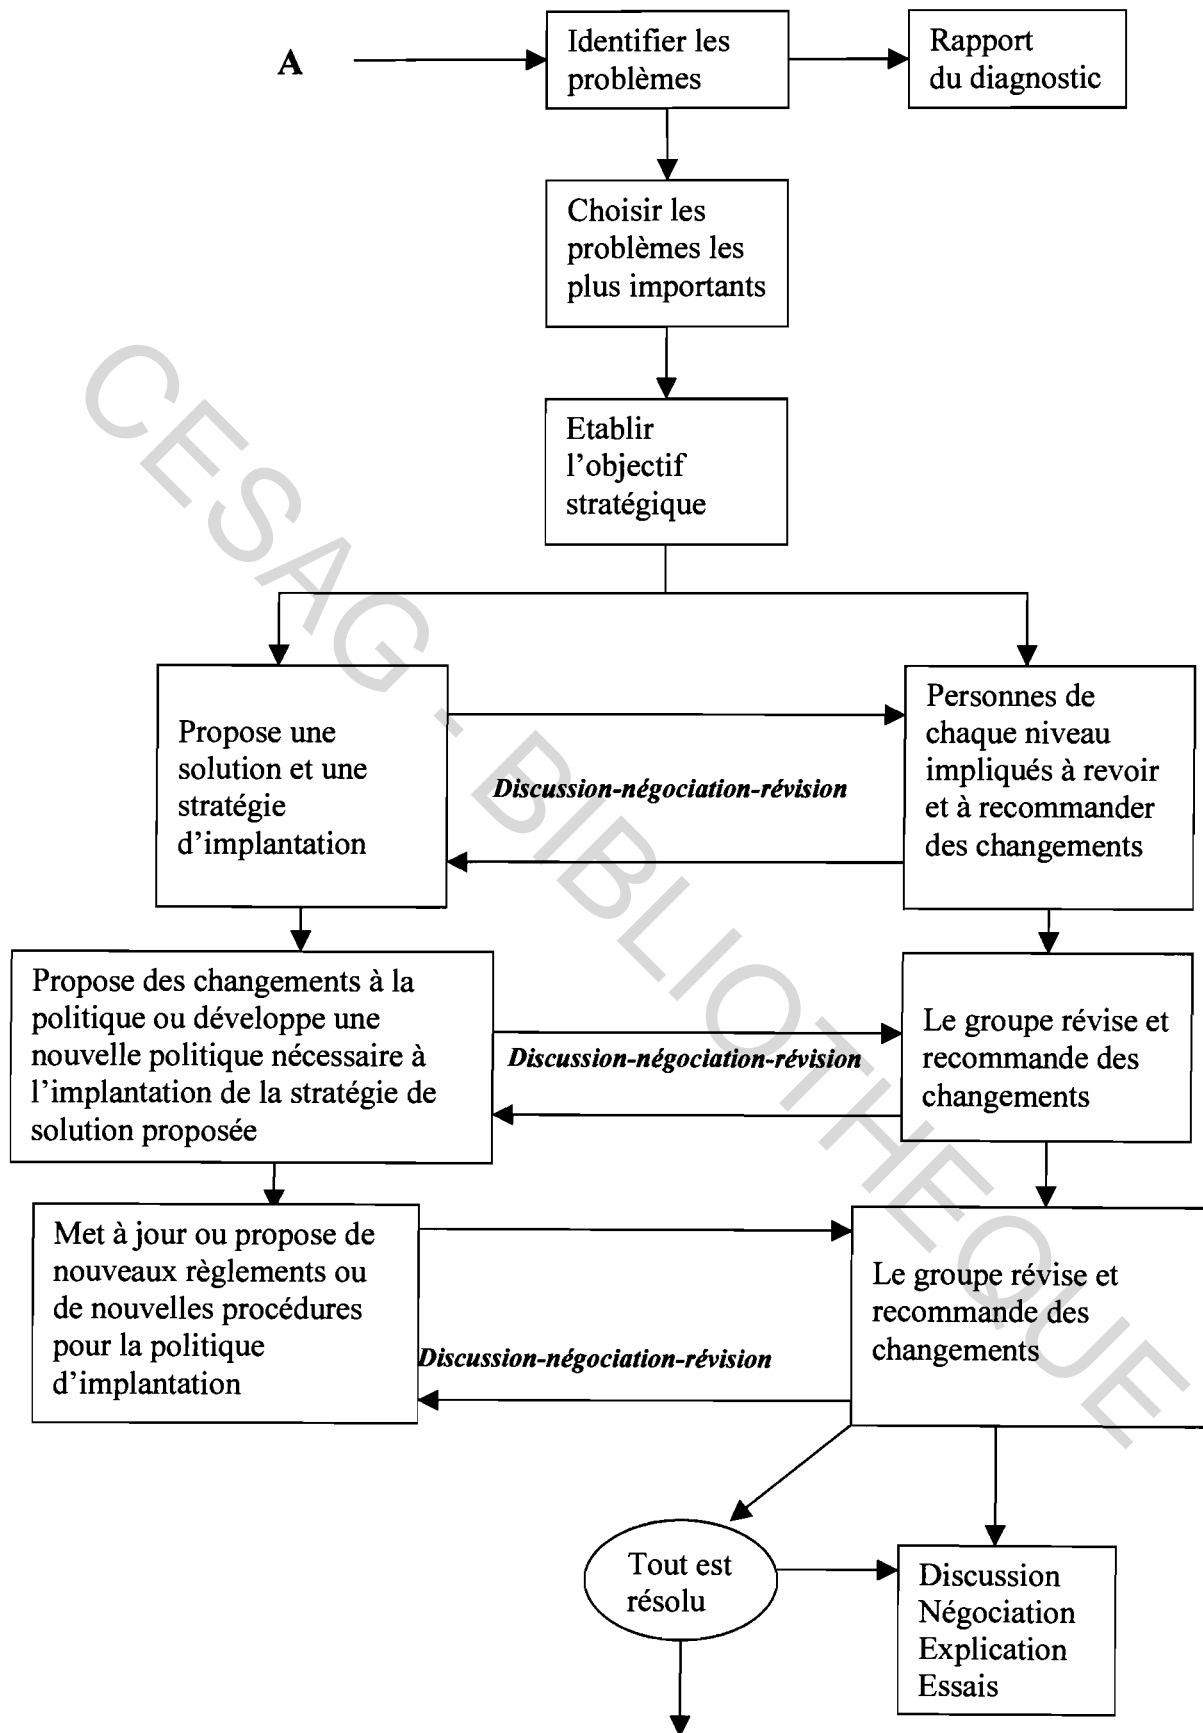 A
Identifier les
problèmes
Rapport
du diagnostic
Choisir les
problèmes les
plus importants
Etablir
l'objectif
stratégique
Propose une
solution et une
stratégie
d'implantation
Discussion-négociation-révision
Personnes de
chaque niveau
impliqués à revoir
et à recommander
des changements
Propose des changements à la
politique ou développe une
nouvelle politique nécessaire à
l'implantation de la stratégie de
solution proposée
Discussion-négociation-révision
Le groupe révise et
recommande des
changements
Met à jour ou propose de
nouveaux règlements ou
de nouvelles procédures
pour la politique
d'implantation
Discussion-négociation-révision
Le groupe révise et
recommande des
changements
Tout est
résolu
Discussion
Négociation
Explication
Essais
CESAG - BIBLIOTHEQUE